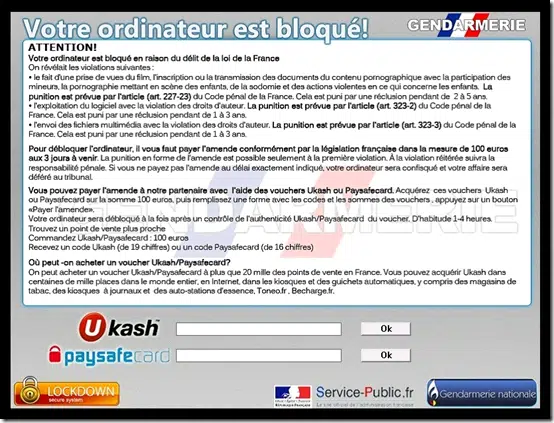 Votre ordinateur est bloqué!
GENDARMERIE
ATTENTION!
Votre ordinateur est bloqué en raison du délit de la loi de la France
On révélait les violations suivantes :
• le fait d'une prise de vues du film, l'inscription ou la transmission des documents du contenu pornographique avec la participation des
mineurs, la pornographie mettant en scène des enfants, de la sodomie et des actions violentes en ce qui concerne les enfants. La
punition est prévue par l'article (art. 227-23) du Code pénal de la France. Cela est puni par une réclusion pendant de 2 à 5 ans.
• l'exploitation du logiciel avec la violation des droits d'auteur. La punition est prévue par l'article (art. 323-2) du Code pénal de la
France. Cela est puni par une réclusion pendant de 1 à 3 ans.
• l'envoi des fichiers multimédia avec la violation des droits d'auteur. La punition est prévue par l'article (art. 323-3) du Code pénal de
la France. Cela est puni par une réclusion pendant de 1 à 3 ans.
Pour débloquer l'ordinateur, il vous faut payer l'amende conformément par la législation française dans la mesure de 100 euros
aux 3 jours à venir. La punition en forme de l'amende est possible seulement à la première violation. À la violation réitérée suivra la
responsabilité pénale. Si vous ne payez pas l'amende au délai exactement indiqué, votre ordinateur sera confisqué et votre affaire sera
déféré au tribunal.
Vous pouvez payer l'amende à notre partenaire avec l'aide des vouchers Ukash ou Paysafecard. Acquérez ces vouchers Ukash
ou Paysafecard sur la somme 100 euros, puis remplissez une forme avec les codes et les sommes des vouchers , appuyer sur un bouton
«Payer l'amende».
Votre ordinateur sera débloqué à la fois après un contrôle de l'authenticité Ukash/Paysafecard du voucher. D'habitude 1-4 heures.
Trouvez un point de vente plus proche
Commandez Ukash/Paysafecard : 100 euros
Recevez un code Ukash (de 19 chiffres) ou un code Paysafecard (de 16 chiffres)
GENDARMERIE
Où peut -on acheter un voucher Ukash/Paysafecard?
On peut acheter un voucher Ukash/Paysafecard à plus que 20 mille des points de vente en France. Vous pouvez acquérir Ukash dans
centaines de mille places dans le monde entier, en Internet, dans les kiosques et des guichets automatiques, y compris des magasins de
tabac, des kiosques à journaux et des auto-stations d'essence, Toneo.fr , Becharge.fr.
Ukash
Ok
paysafecard
Ok
LOCKDOWN
secure system
Service-Public.fr
Gendarmerie nationale